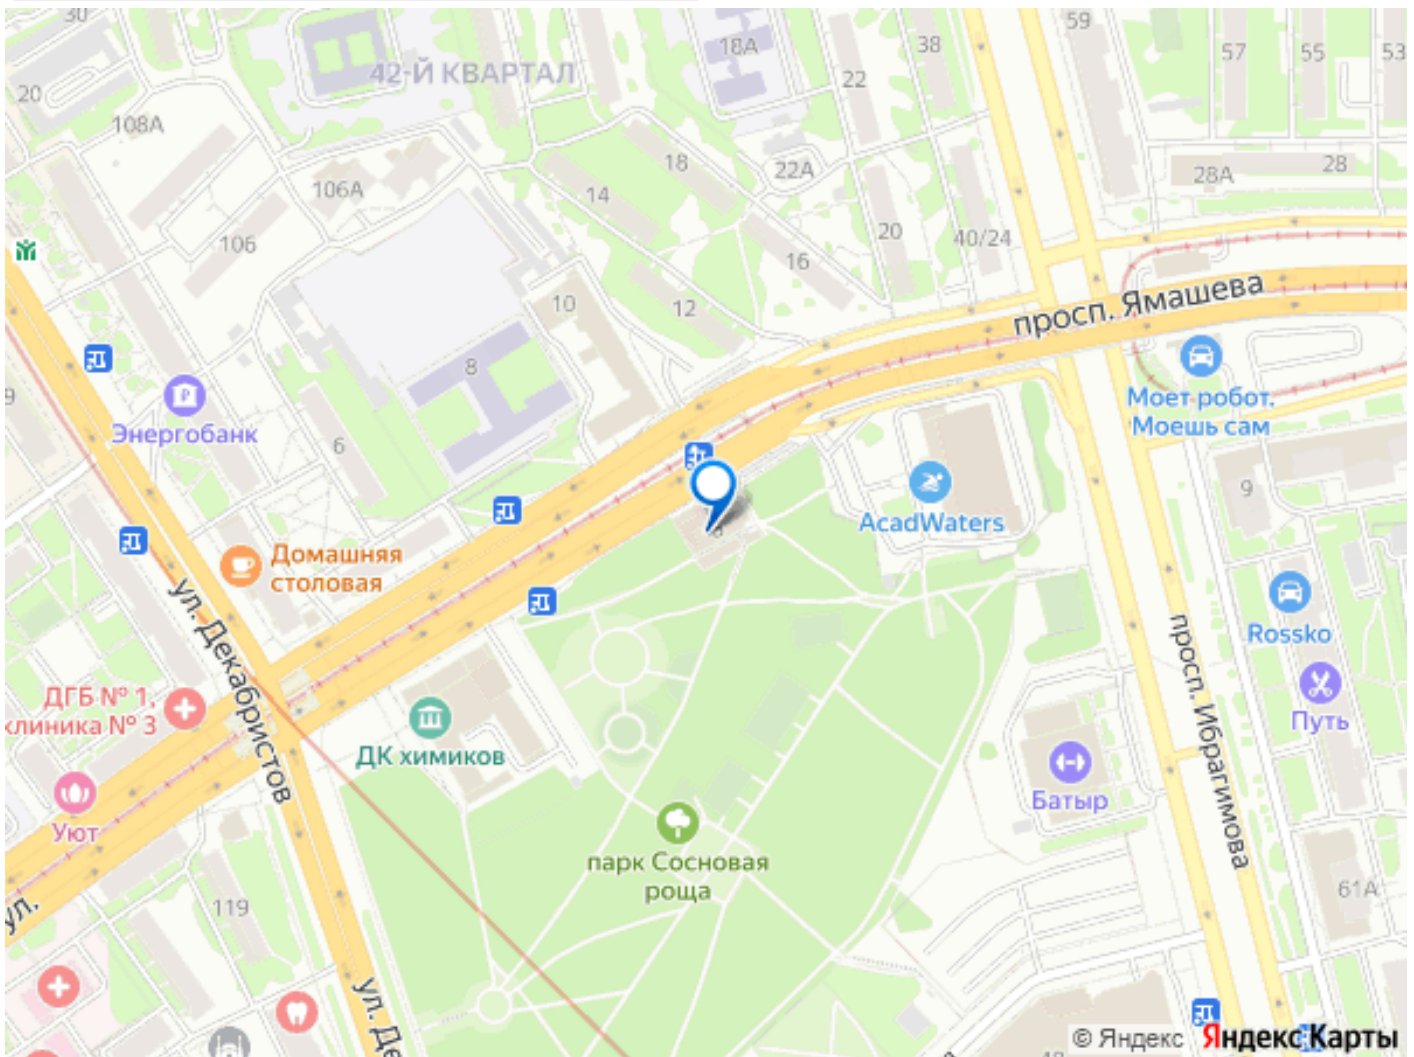 30
18А
38
59
57
55
53
42-Й КВАРТАЛ
22
20
108А
18
22А
28
28А
106А
14
106
20
40/24
16
10
12
просп. Ямашева
8
Моет робот.
Моешь сам
9
Энергобанк
6
9
AcadWaters
Домашняя
столовая
ул. Декабристов
Rossko
просп. Ибрагимова
ДГБ № 1,
клиника № 3
Путь
ДК химиков
Батыр
Уют
парк Сосновая
роща
61А
ул.
119
ул. Де
© Яндекс Яндекс Карты